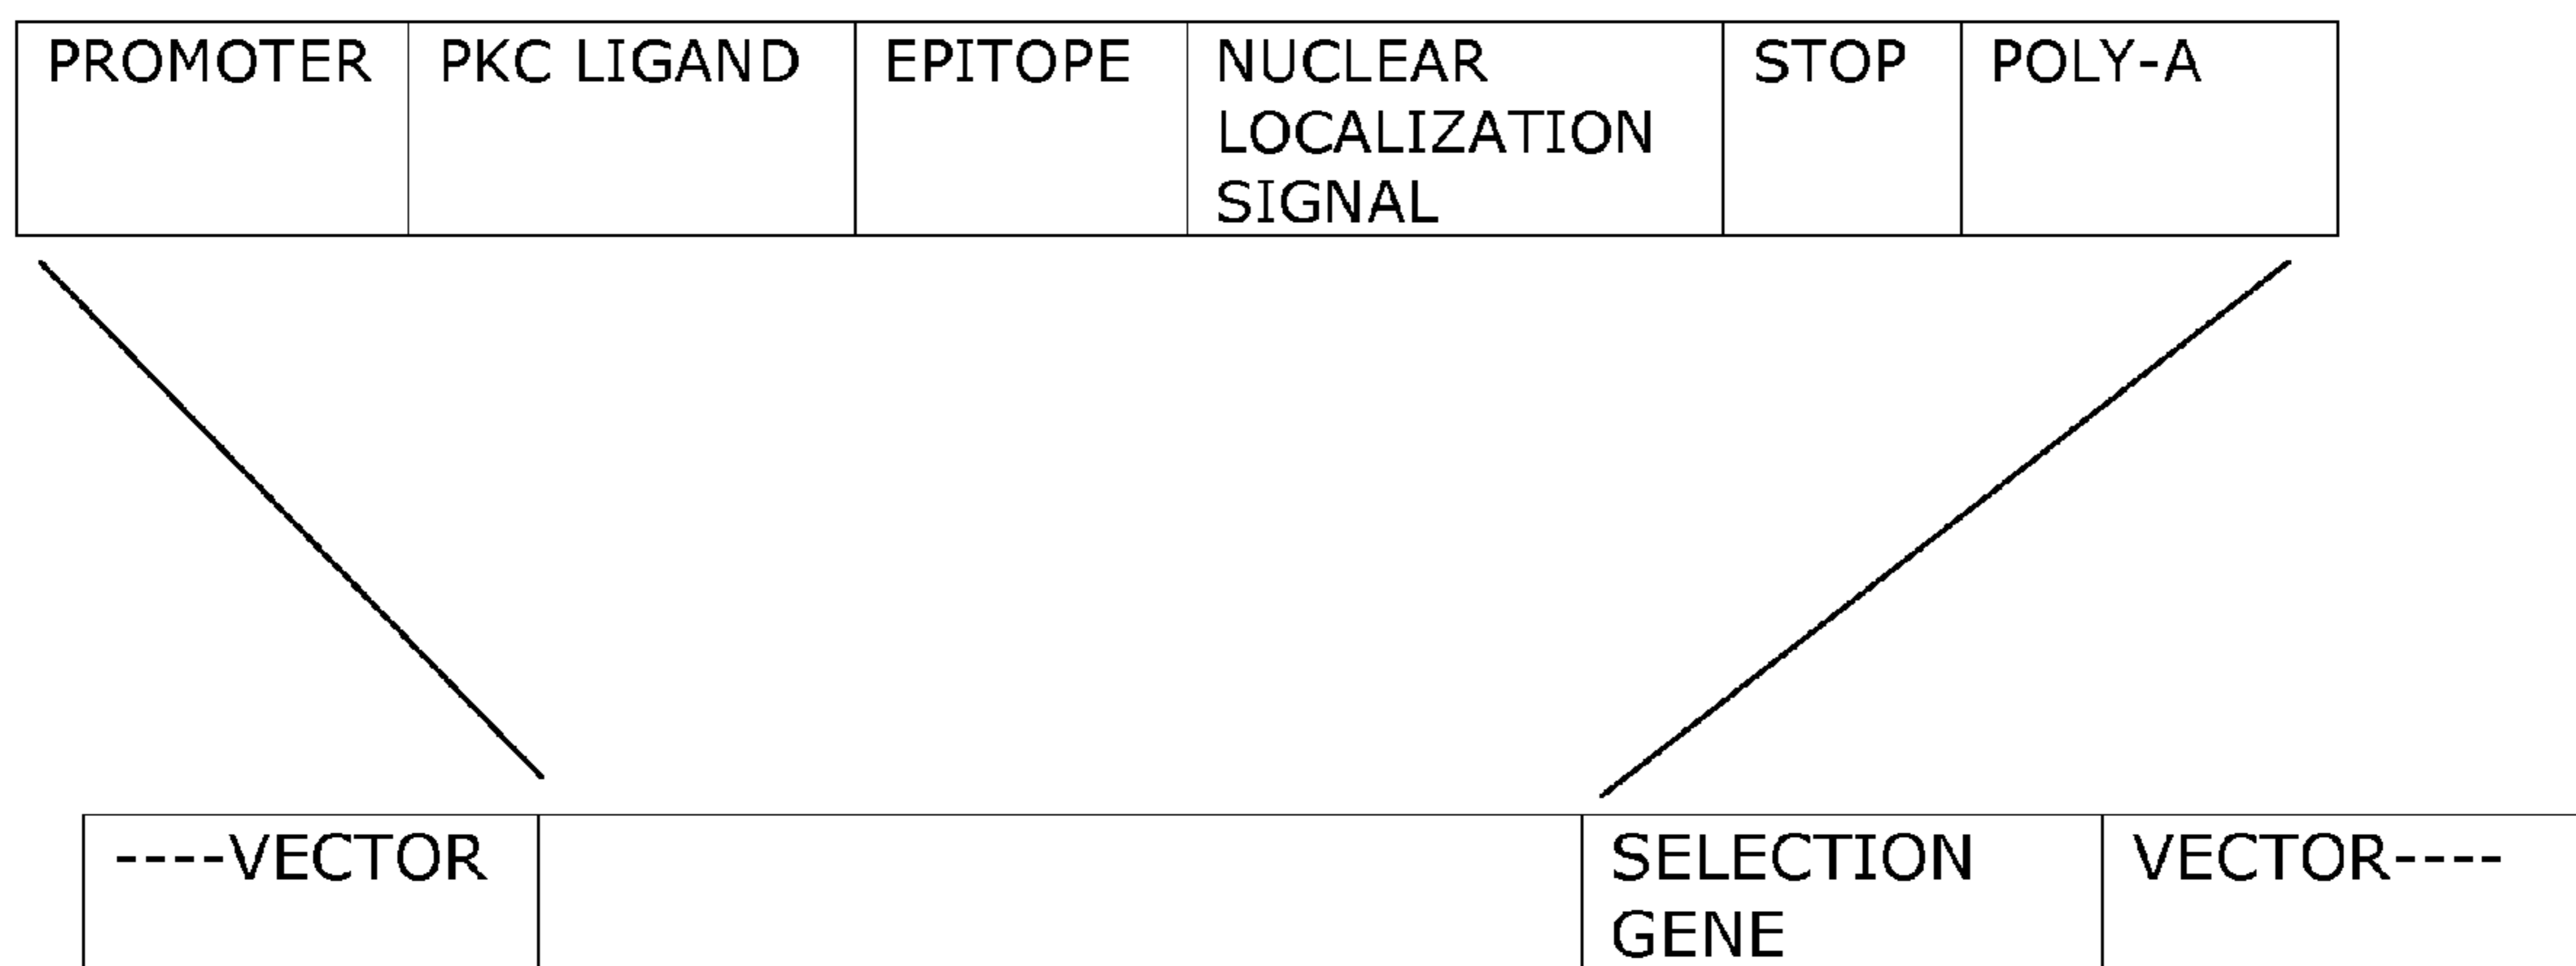 PROMOTER PKC LIGAND EPITOPE NUCLEAR LOCALIZATION SIGNAL STOP POLY-A
----VECTOR SELECTION GENE VECTOR----